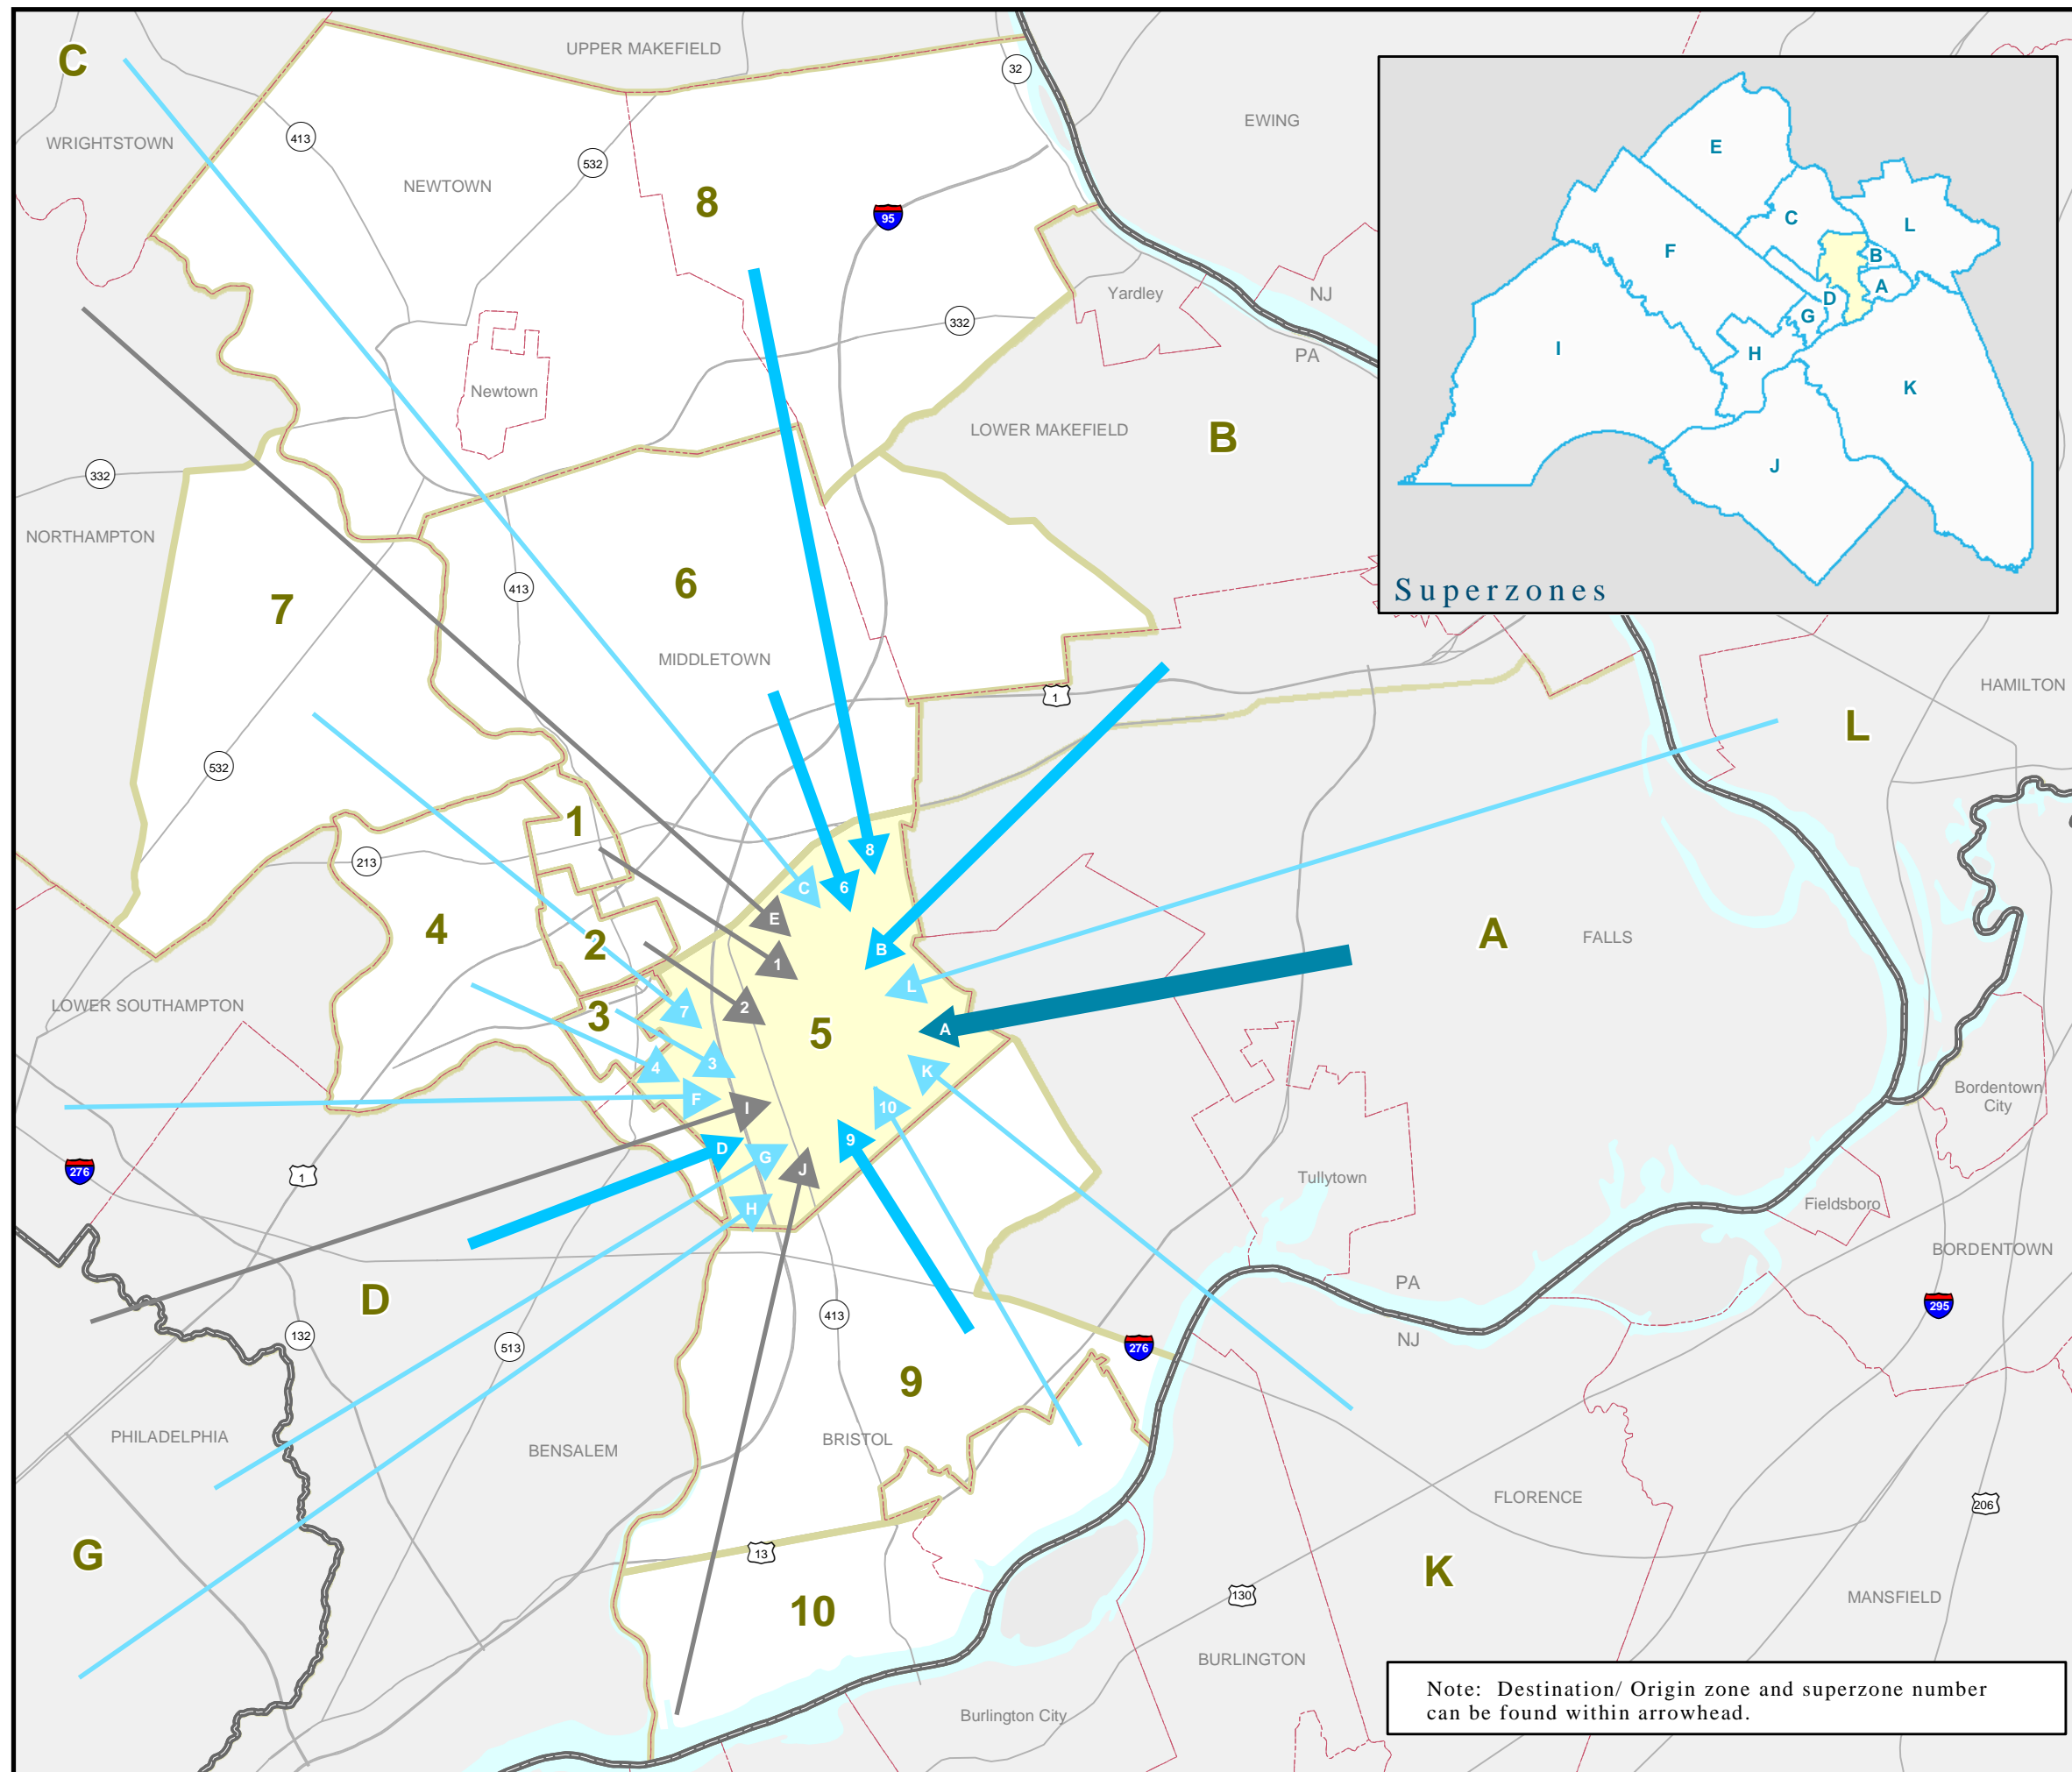 C
UPPER MAKEFIELD
32
WRIGHTSTOWN
413
532
NEWTOWN
8
95
EWING
Yardley
NJ
332
PA
Newtown
LOWER MAKEFIELD
B
332
NORTHAMPTON
7
413
6
MIDDLETOWN
1
532
E
C
L
F
B
A
D
G
I
H
K
J
Superzones
HAMILTON
L
1
213
4
2
8
C
6
E
B
1
L
2
7
A
FALLS
LOWER SOUTHAMPTON
3
5
A
3
4
K
F
I
10
D
9
G
J
H
Bordentown
City
276
1
Tullytown
Fieldsboro
BORDENTOWN
D
PA
413
295
132
513
276
NJ
9
PHILADELPHIA
BENSALEM
BRISTOL
FLORENCE
206
G
13
K
130
10
MANSFIELD
BURLINGTON
Burlington City
Note: Destination/ Origin zone and superzone number
can be found within arrowhead.